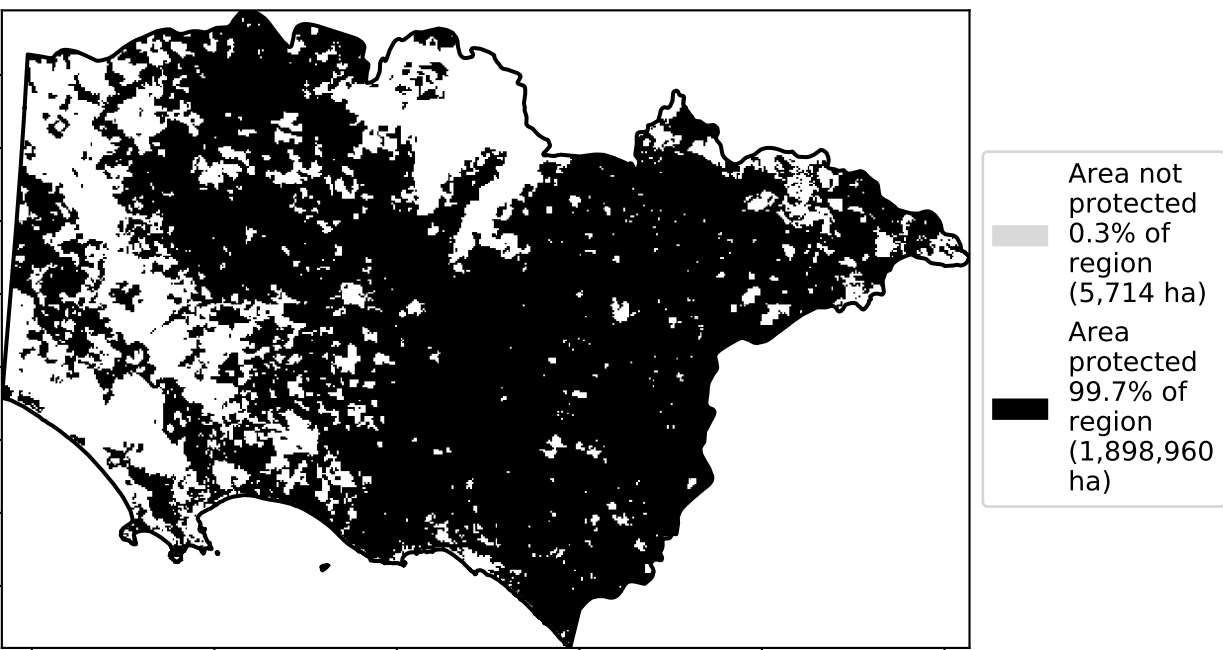 Area not
protected
0.3% of
region
(5,714 ha)
Area
protected
99.7% of
region
(1,898,960
ha)